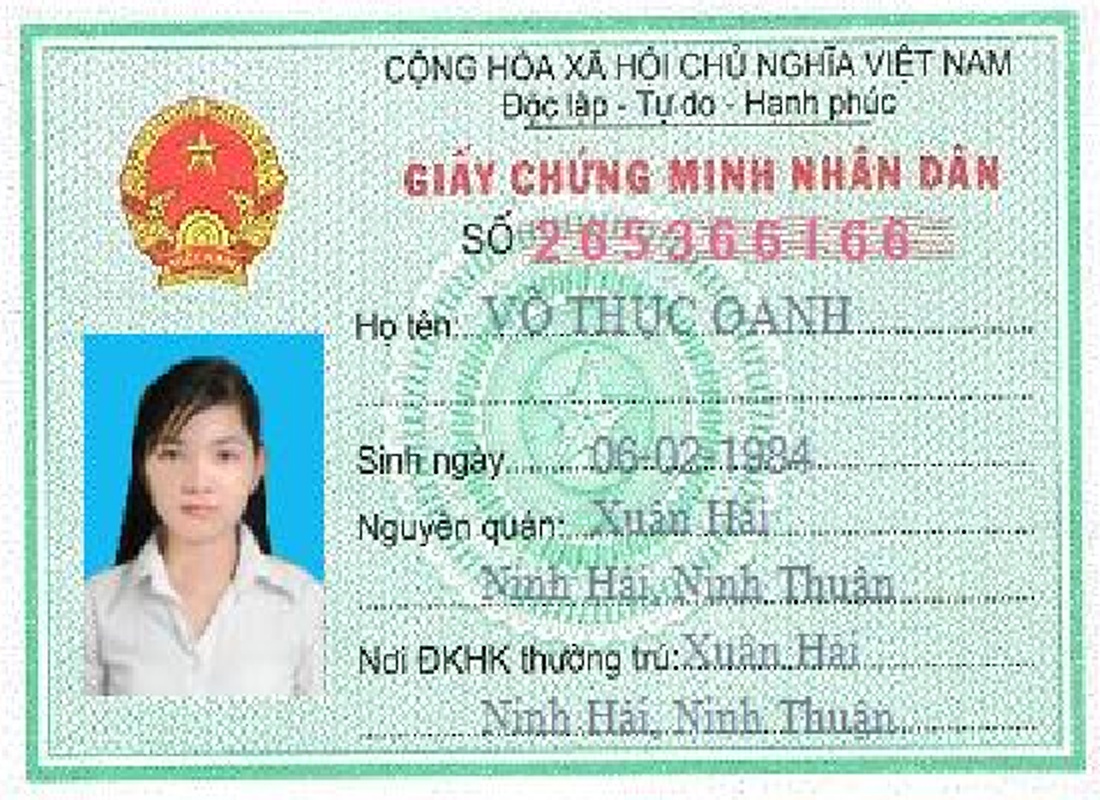 CỘNG HÒA XÃ HỘI CHỦ NGHĨA VIỆT NAM
Độc lập - Tự do - Hạnh phúc
GIẤY CHỨNG MINH NHÂN DÂN
SỐ 265366166
Họ tên: VÕ THỤC OANH
Sinh ngày 06-02-1984
Nguyên quán: Xuân Hải
Ninh Hải, Ninh Thuận
Nơi ĐKHK thường trú: Xuân Hải
Ninh Hải, Ninh Thuận